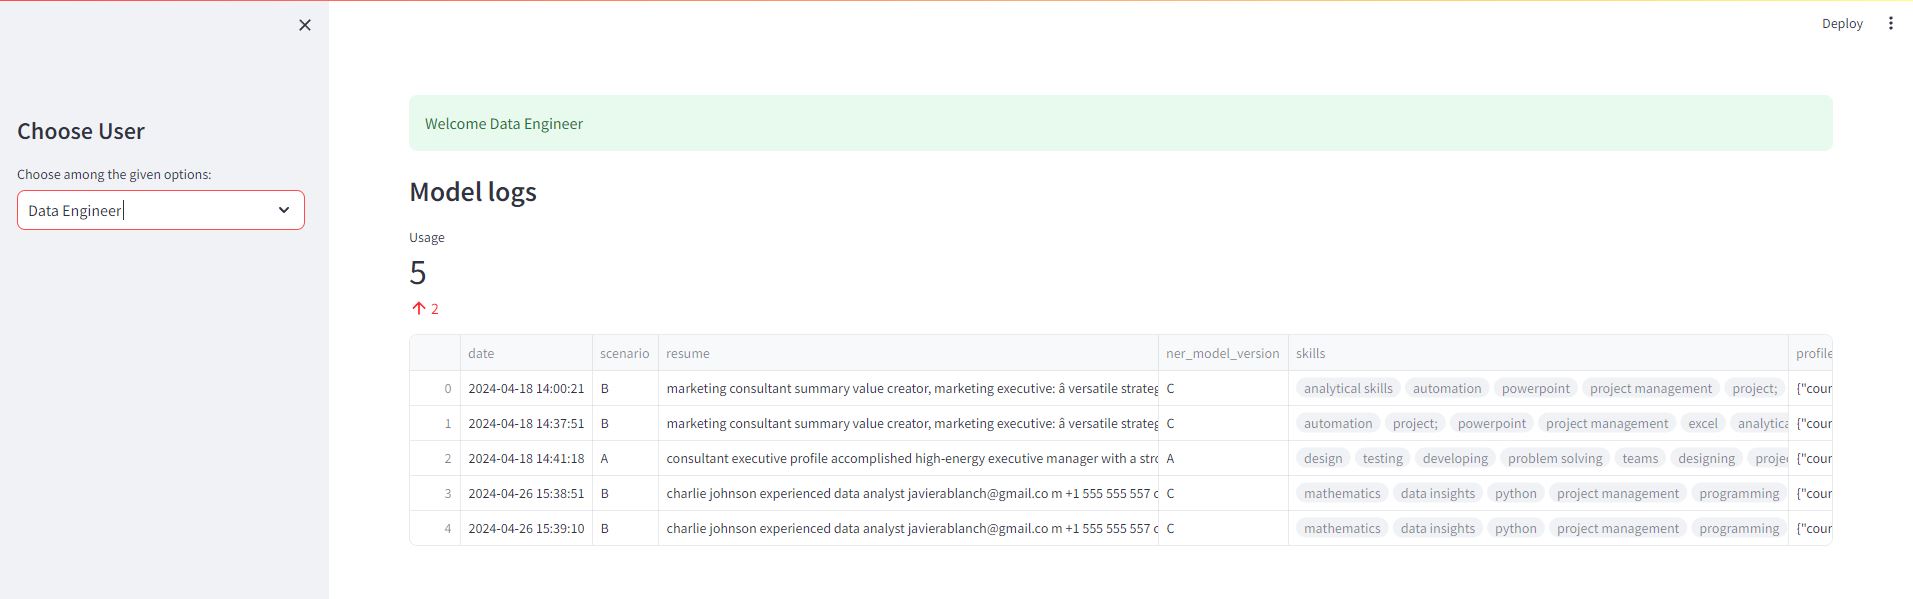 Deploy
Choose User
Choose among the given options:
Data Engineer
Welcome Data Engineer
Model logs
Usage
5
2
date scenario resume ner_model_version skills profile
0 2024-04-18 14:00:21 B marketing consultant summary value creator, marketing executive: â versatile strateg C analytical skills automation powerpoint project management project; {"cour
1 2024-04-18 14:37:51 B marketing consultant summary value creator, marketing executive: â versatile strateg C automation project; powerpoint project management excel analytica {"cour
2 2024-04-18 14:41:18 A consultant executive profile accomplished high-energy executive manager with a stro A design testing developing problem solving teams designing projec {"cour
3 2024-04-26 15:38:51 B charlie johnson experienced data analyst javierablanch@gmail.co m +1 555 555 557 c C mathematics data insights python project management programming {"cour
4 2024-04-26 15:39:10 B charlie johnson experienced data analyst javierablanch@gmail.co m +1 555 555 557 c C mathematics data insights python project management programming {"cour